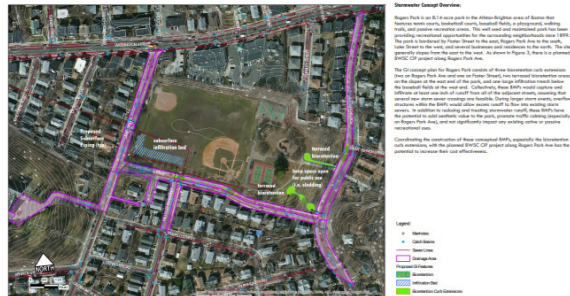 Stormwater Concept Overview:
Rogers Park is an 8.16 acre park in the Allston-Brighton area of Boston that
features tennis courts, basketball courts, baseball fields, a playground, walking
trails, and passive recreation areas. This well used and maintained park has been
providing recreational opportunities for the surrounding neighborhoods since 1899.
The park is bordered by Foster Street to the east, Rogers Park Ave to the south,
Lake Street to the west, and several businesses and residences to the north. The site
generally slopes from the east to the west. As shown in Figure 3, there is a planned
BWSC CIP project along Rogers Park Ave.
The GI concept plan for Rogers Park consists of three bioretention curb extensions
(two on Rogers Park Ave and one on Foster Street), two terraced bioretention areas
on the slopes at the east end of the park, and one large infiltration trench below
the baseball fields at the west end. Collectively, these BMPs would capture and
infiltrate at least one inch of runoff from all of the adjacent streets, assuming that
several new storm sewer crossings are feasible. During larger storm events, overflow
structures within the BMPs would allow excess runoff to flow into existing storm
sewers. In addition to reducing and treating stormwater runoff, these BMPs have
the potential to add aesthetic value to the park, promote traffic calming (especially
on Rogers Park Ave), and not significantly impact any existing active or passive
recreational uses.
Coordinating the construction of these conceptual BMPs, especially the bioretention
curb extensions, with the planned BWSC CIP project along Rogers Park Ave has the
potential to increase their cost effectiveness.
subsurface
infiltration bed
terraced
bioretention
keep space open
for public use
i.e. sledding
terraced
bioretention
NORTH
Legend
Manholes
Catch Basins
Sewer Lines
Drainage Area
Proposed GI Features
Bioretention
Infiltration Bed
Bioretention Curb Extensions